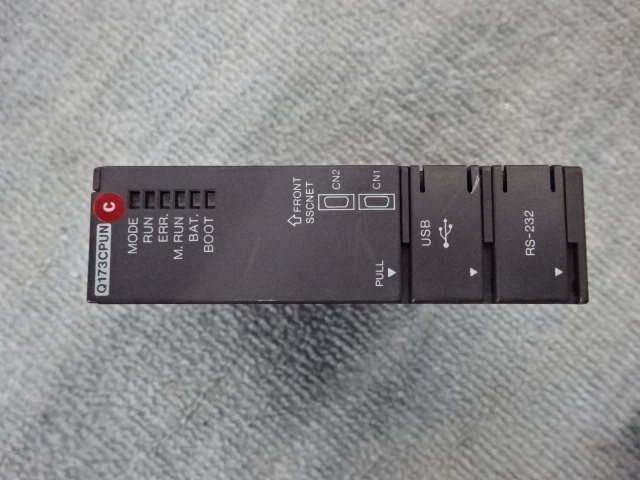 Q173CPUN
C
MODE
RUN
ERR.
M. RUN
BAT.
BOOT
FRONT
SSCNET
CN2
CN1
PULL
USB
RS-232